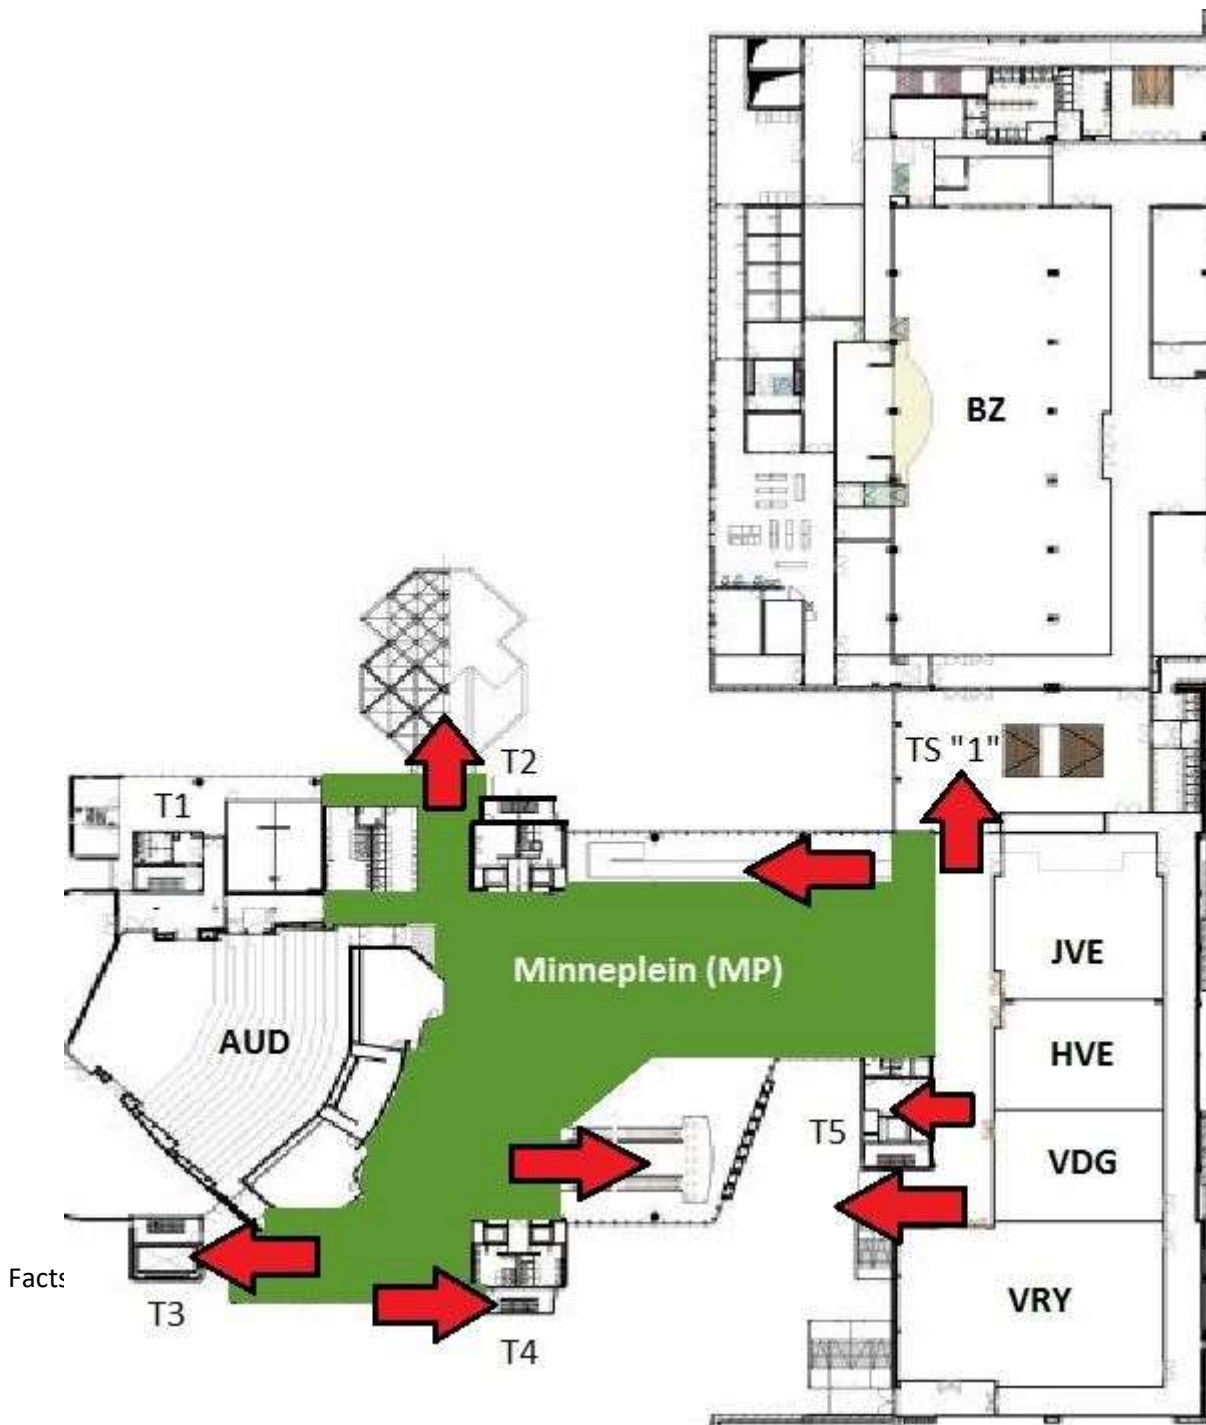 BZ
T2
TS "1"
T1
Minneplein (MP)
JVE
AUD
HVE
T5
VDG
Facts
VRY
T3
T4